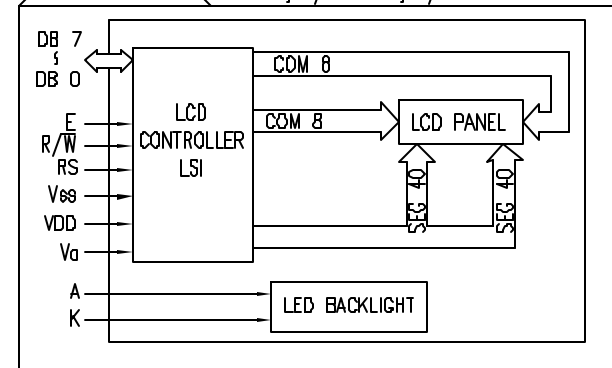 DB 7
DB 0
E
R/W̅
RS
Vss
VDD
Vo
A
K
LCD
CONTROLLER
LSI
COM 8
COM 8
LCD PANEL
SEG 40
SEG 40
LED BACKLIGHT